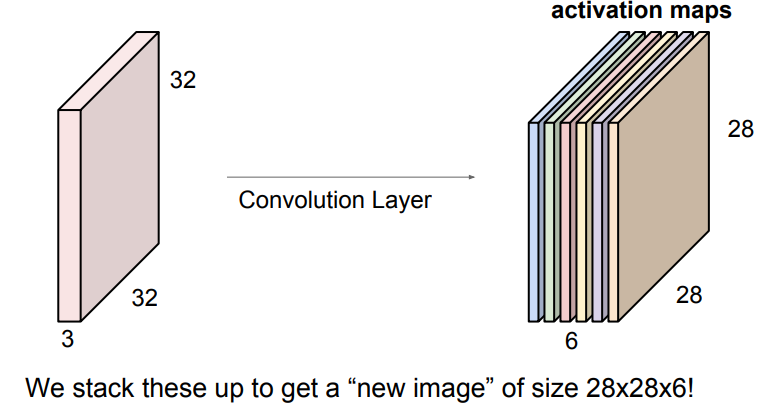 activation maps
32
28
Convolution Layer
32
28
3
6
We stack these up to get a “new image” of size 28x28x6!